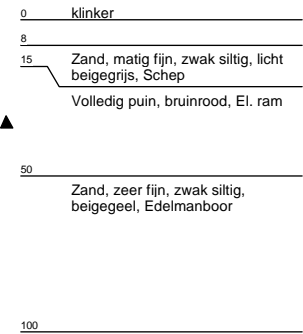 0 klinker
8
15 Zand, matig fijn, zwak siltig, licht
beigegrijs, Schep
Volledig puin, bruinrood, El. ram
50
Zand, zeer fijn, zwak siltig,
beigegeel, Edelmanboor
100